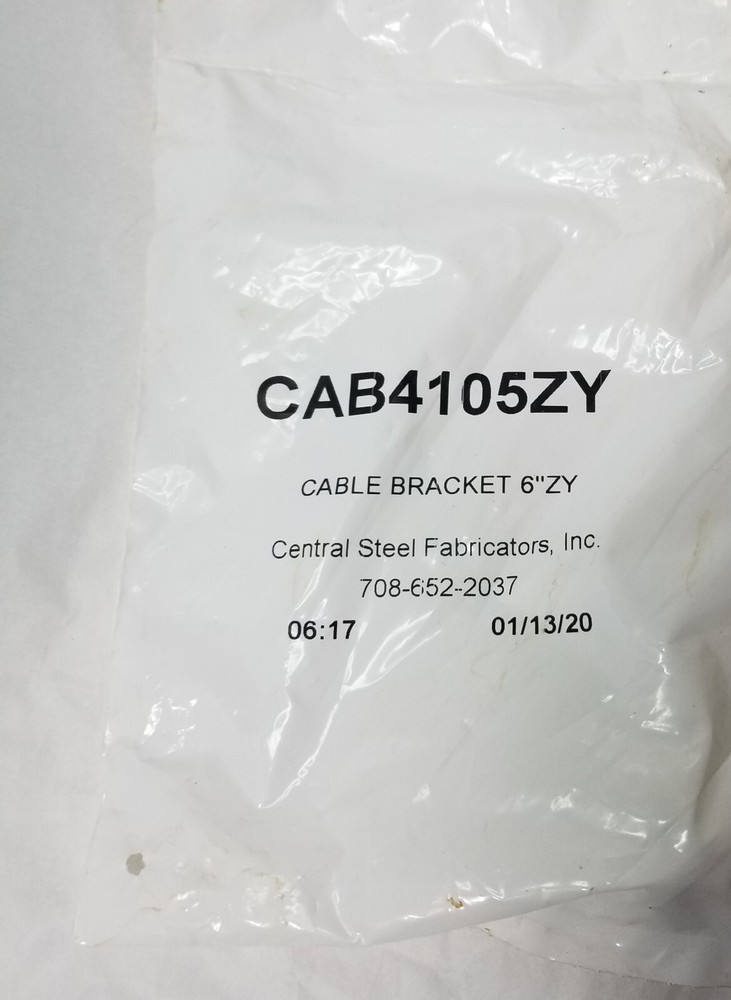 CAB4105ZY
CABLE BRACKET 6"ZY
Central Steel Fabricators, Inc.
708-652-2037
06:17 01/13/20